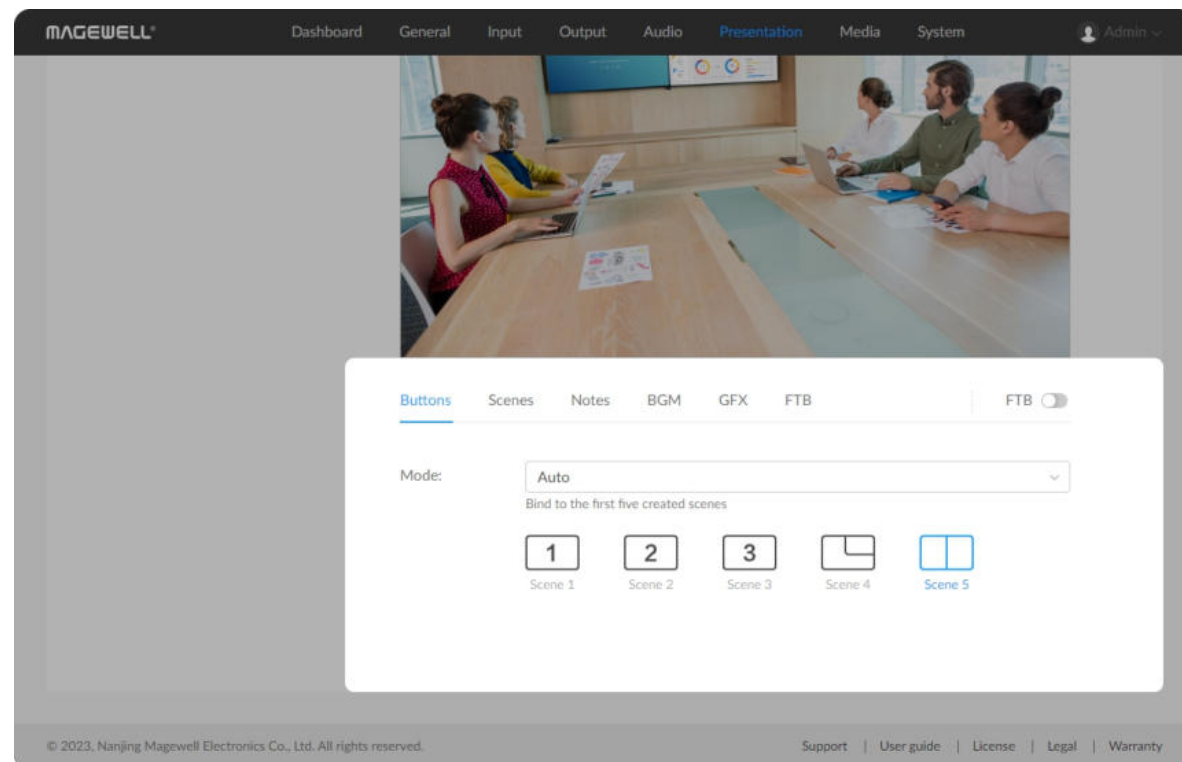 MAGEWELL® Dashboard General Input Output Audio Presentation Media System Admin
Buttons Scenes Notes BGM GFX FTB FTB
Mode: Auto
Bind to the first five created scenes
1 2 3
Scene 1 Scene 2 Scene 3 Scene 4 Scene 5
© 2023, Nanjing Magewell Electronics Co., Ltd. All rights reserved. Support | User guide | License | Legal | Warranty